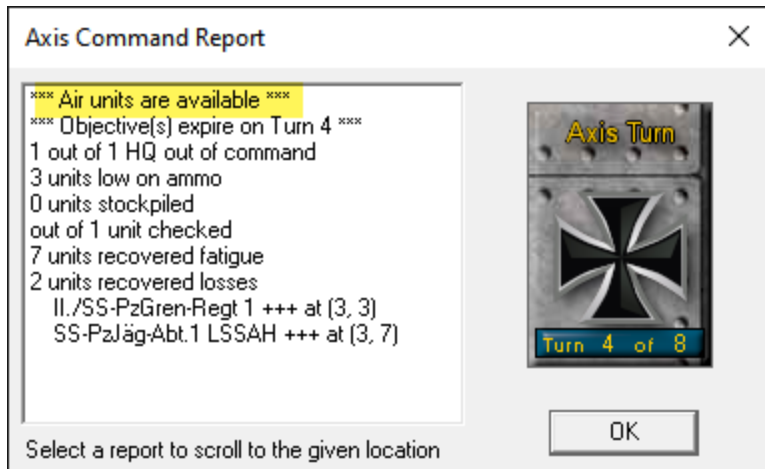 Axis Command Report
*** Air units are available ***
*** Objective(s) expire on Turn 4 ***
1 out of 1 HQ out of command
3 units low on ammo
0 units stockpiled
out of 1 unit checked
7 units recovered fatigue
2 units recovered losses
II./SS-PzGren-Regt 1 +++ at (3, 3)
SS-PzJäg-Abt.1 LSSAH +++ at (3, 7)
Select a report to scroll to the given location
Axis Turn
Turn 4 of 8
OK